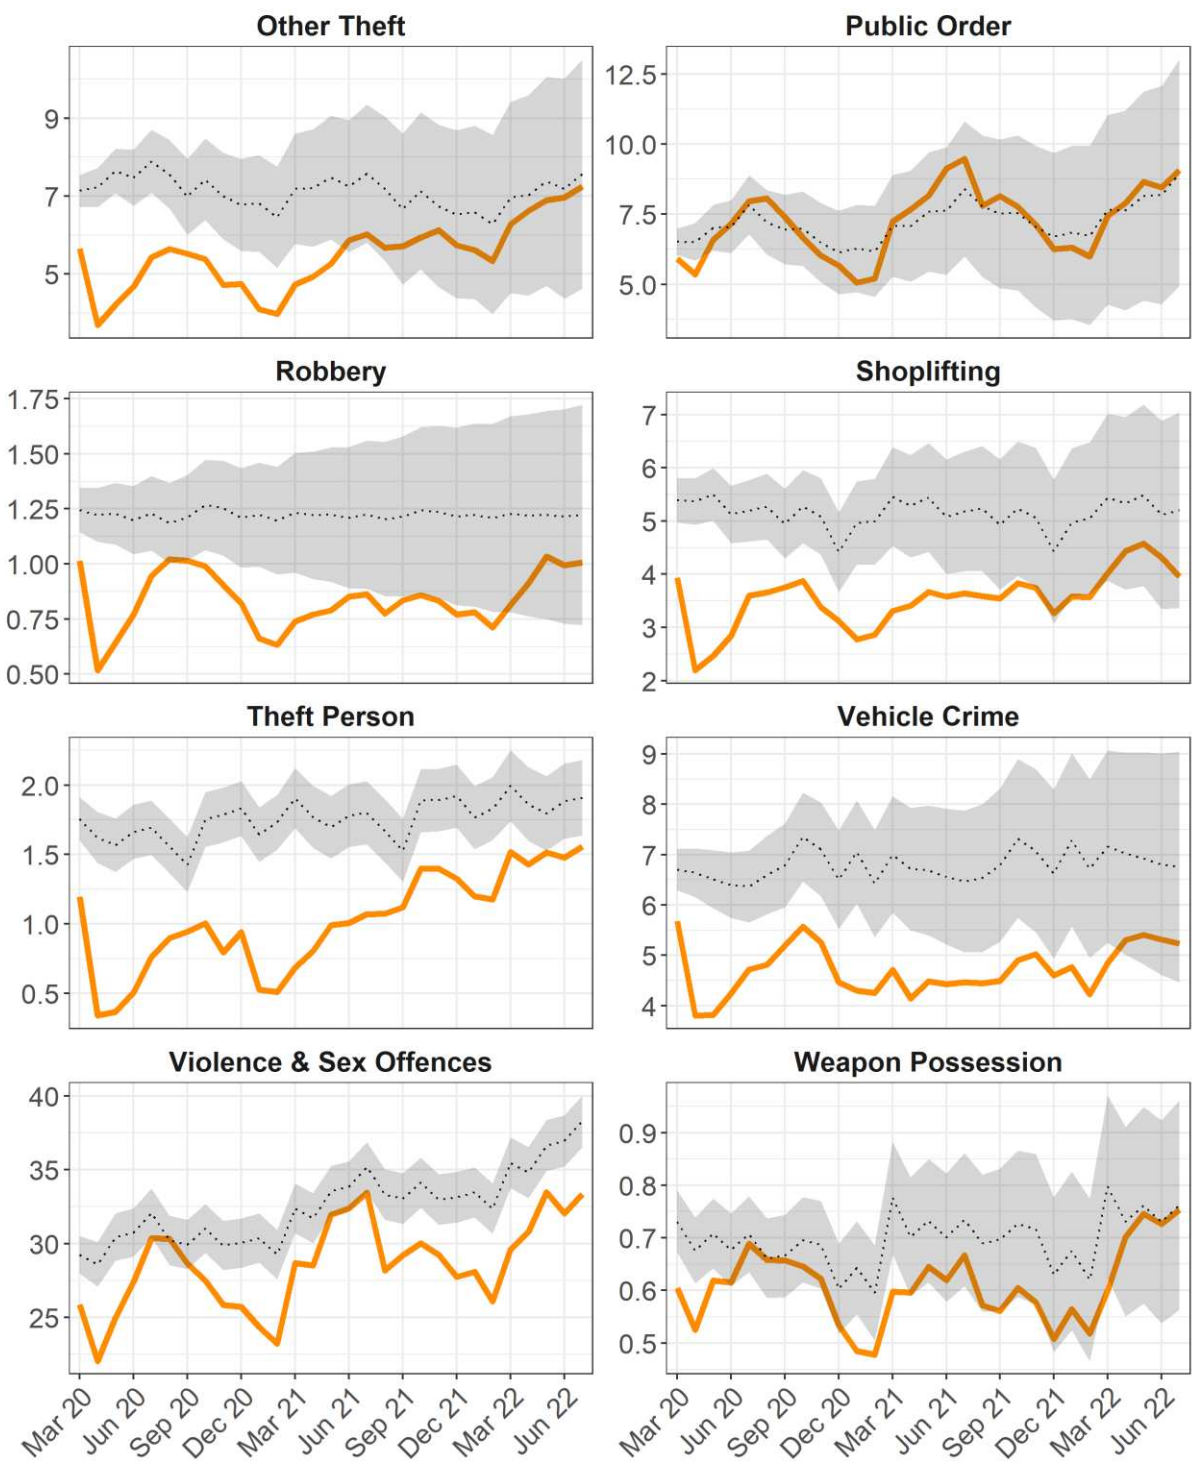 Other Theft
Public Order
9
7
5
12.5
10.0
7.5
5.0
Robbery
Shoplifting
1.75
1.50
1.25
1.00
0.75
0.50
7
6
5
4
3
2
Theft Person
Vehicle Crime
2.0
1.5
1.0
0.5
9
8
7
6
5
4
Violence & Sex Offences
Weapon Possession
40
35
30
25
0.9
0.8
0.7
0.6
0.5
Mar 20
Jun 20
Sep 20
Dec 20
Mar 21
Jun 21
Sep 21
Dec 21
Mar 22
Jun 22
Mar 20
Jun 20
Sep 20
Dec 20
Mar 21
Jun 21
Sep 21
Dec 21
Mar 22
Jun 22